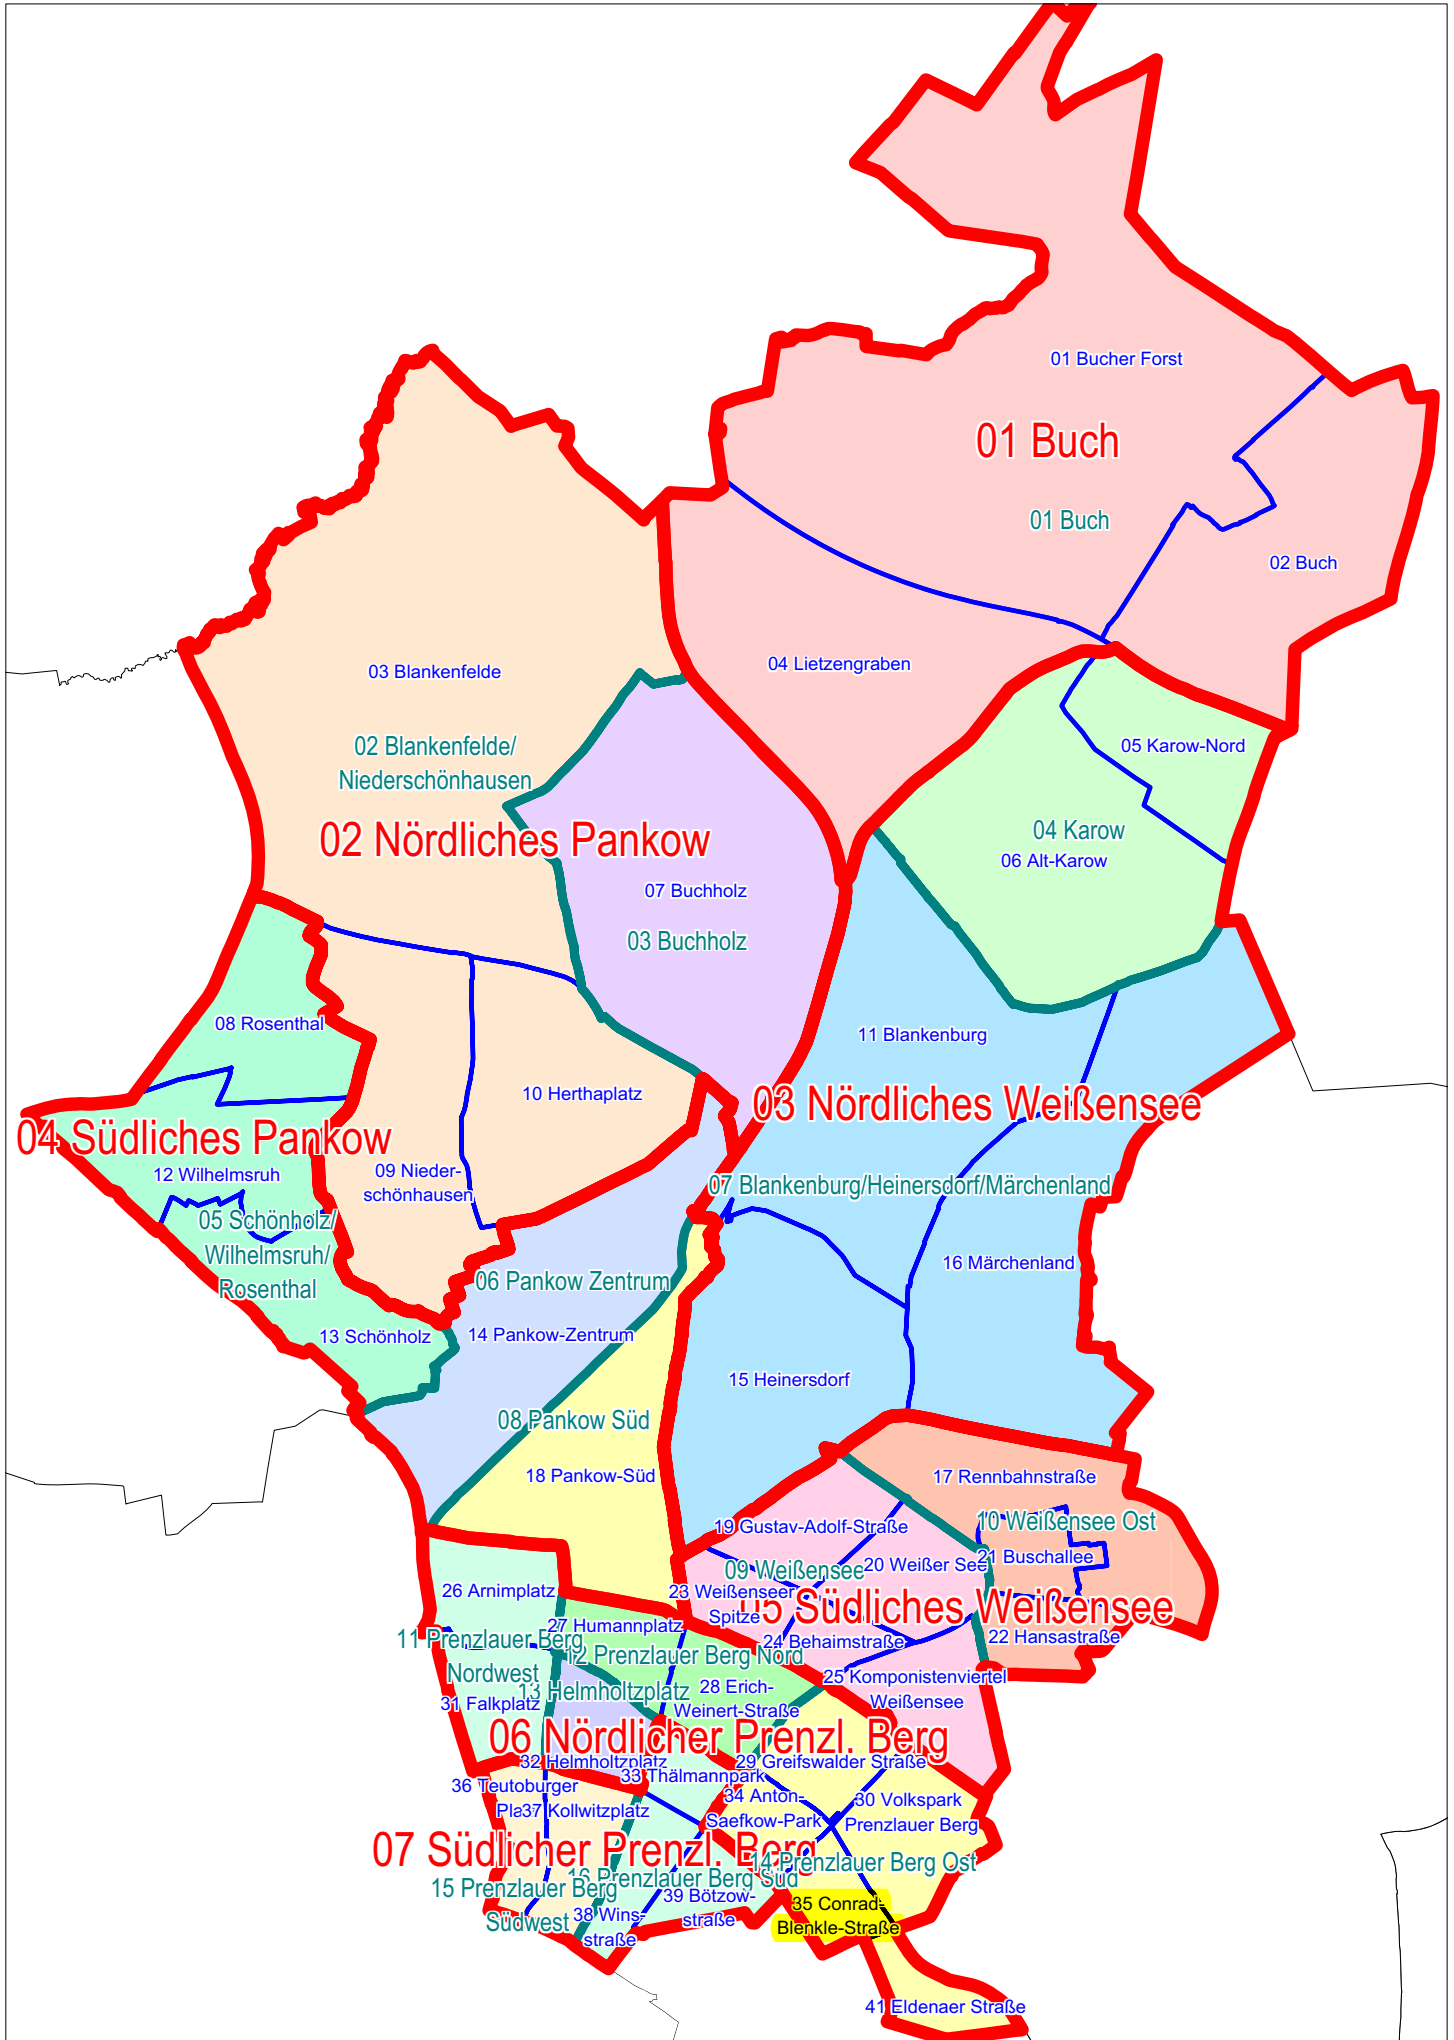 01 Bucher Forst
01 Buch
01 Buch
02 Buch
04 Lietzengraben
03 Blankenfelde
02 Blankenfelde/
Niederschönhausen
02 Nördliches Pankow
05 Karow-Nord
04 Karow
06 Alt-Karow
07 Buchholz
03 Buchholz
08 Rosenthal
11 Blankenburg
10 Herthaplatz
03 Nördliches Weißensee
04 Südliches Pankow
12 Wilhelmsruh
09 Nieder-
schönhausen
07 Blankenburg/Heinersdorf/Märchenland
05 Schönholz/
Wilhelmsruh/
Rosenthal
16 Märchenland
06 Pankow Zentrum
13 Schönholz
14 Pankow-Zentrum
15 Heinersdorf
08 Pankow Süd
18 Pankow-Süd
17 Rennbahnstraße
19 Gustav-Adolf-Straße
10 Weißensee Ost
09 Weißensee
20 Weißer See
21 Buschallee
26 Arnimplatz
23 Weißenseer
Spitze
05 Südliches Weißensee
27 Humannplatz
24 Behaimstraße
22 Hansastraße
11 Prenzlauer Berg
Nordwest
12 Prenzlauer Berg Nord
25 Komponistenviertel
Weißensee
13 Helmholtzplatz
28 Erich-
Weinert-Straße
31 Falkplatz
06 Nördlicher Prenzl. Berg
32 Helmholtzplatz
29 Greifswalder Straße
33 Thälmannpark
36 Teutoburger
Pla
37 Kollwitzplatz
34 Anton-
Saefkow-Park
30 Volkspark
Prenzlauer Berg
07 Südlicher Prenzl. Berg
14 Prenzlauer Berg Ost
16 Prenzlauer Berg Süd
15 Prenzlauer Berg
Südwest
39 Bötzow-
straße
38 Wins-
straße
35 Conrad-
Blenkle-Straße
41 Eldenaer Straße